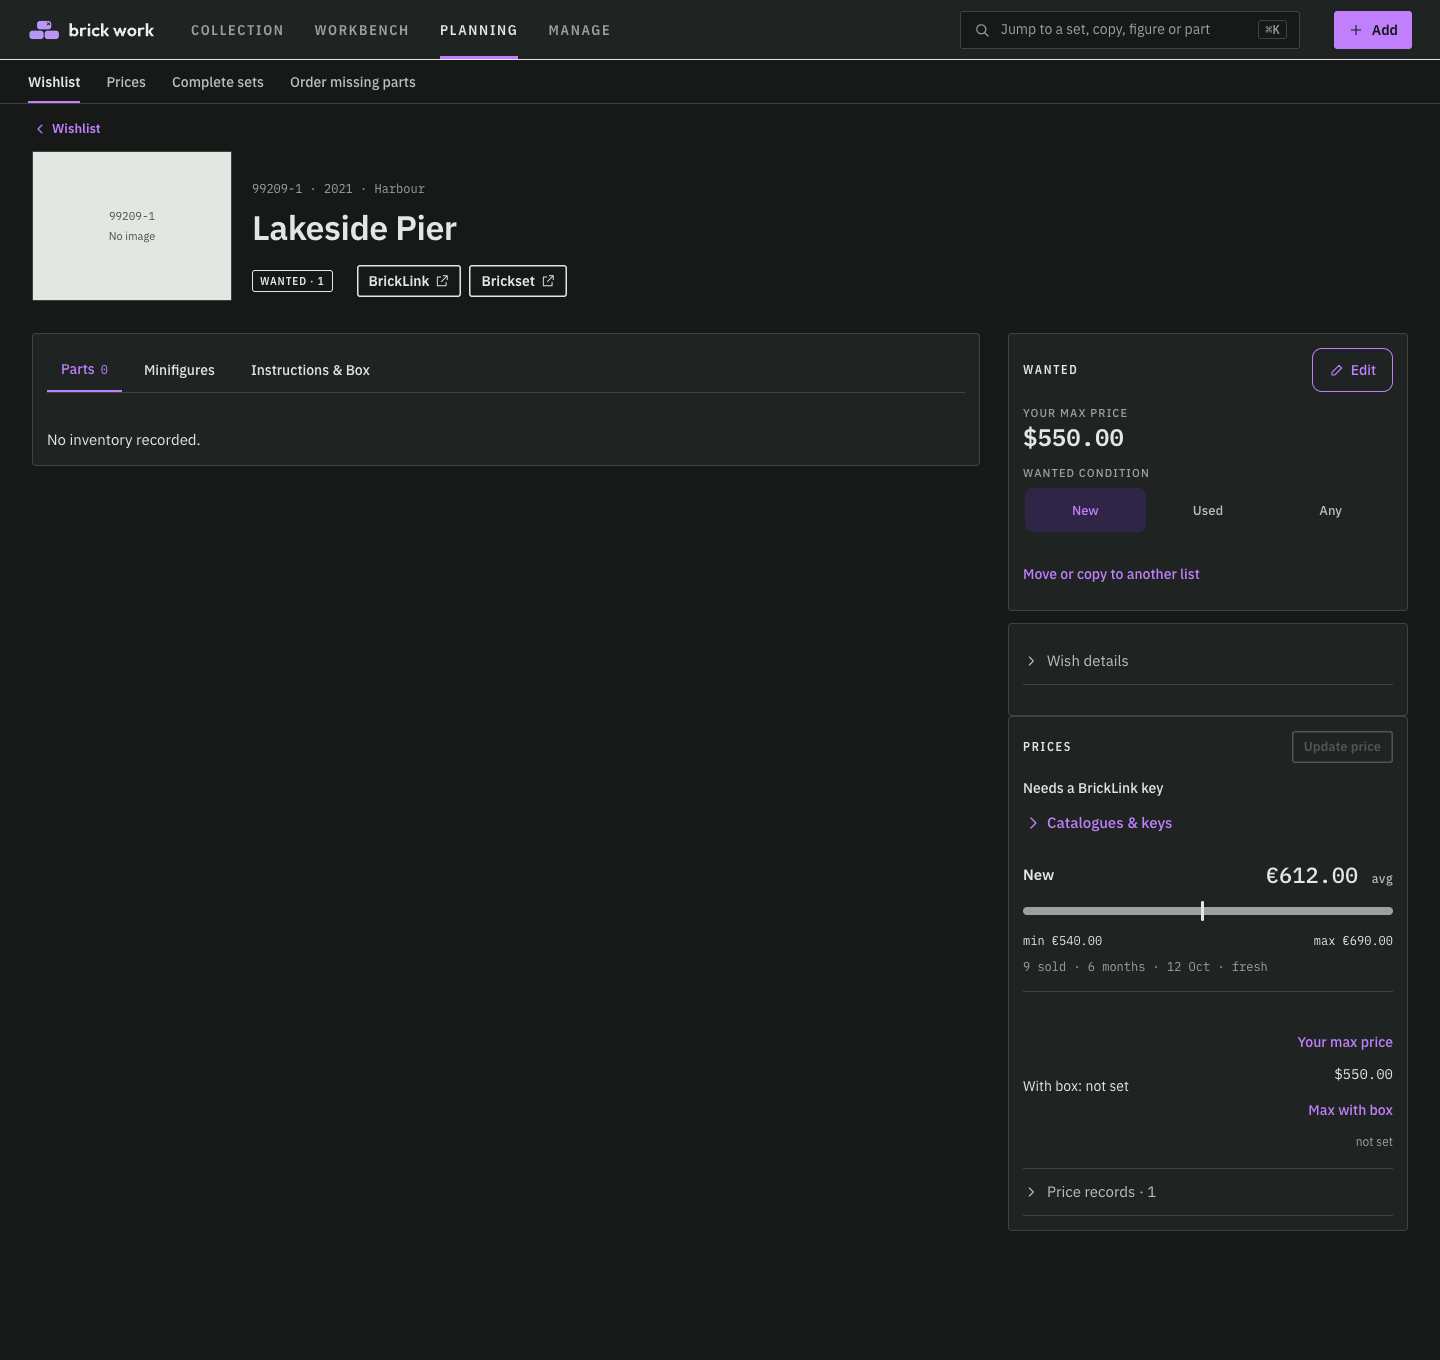 brick work COLLECTION WORKBENCH PLANNING MANAGE Jump to a set, copy, figure or part ⌘K Add
Wishlist Prices Complete sets Order missing parts
Wishlist
99209-1
No image
99209-1 · 2021 · Harbour
Lakeside Pier
WANTED · 1 BrickLink Brickset
Parts 0 Minifigures Instructions & Box
No inventory recorded.
WANTED Edit
YOUR MAX PRICE
$550.00
WANTED CONDITION
New Used Any
Move or copy to another list
Wish details
PRICES Update price
Needs a BrickLink key
Catalogues & keys
New €612.00 avg
min €540.00 max €690.00
9 sold · 6 months · 12 Oct · fresh
Your max price
$550.00
With box: not set
Max with box
not set
Price records · 1